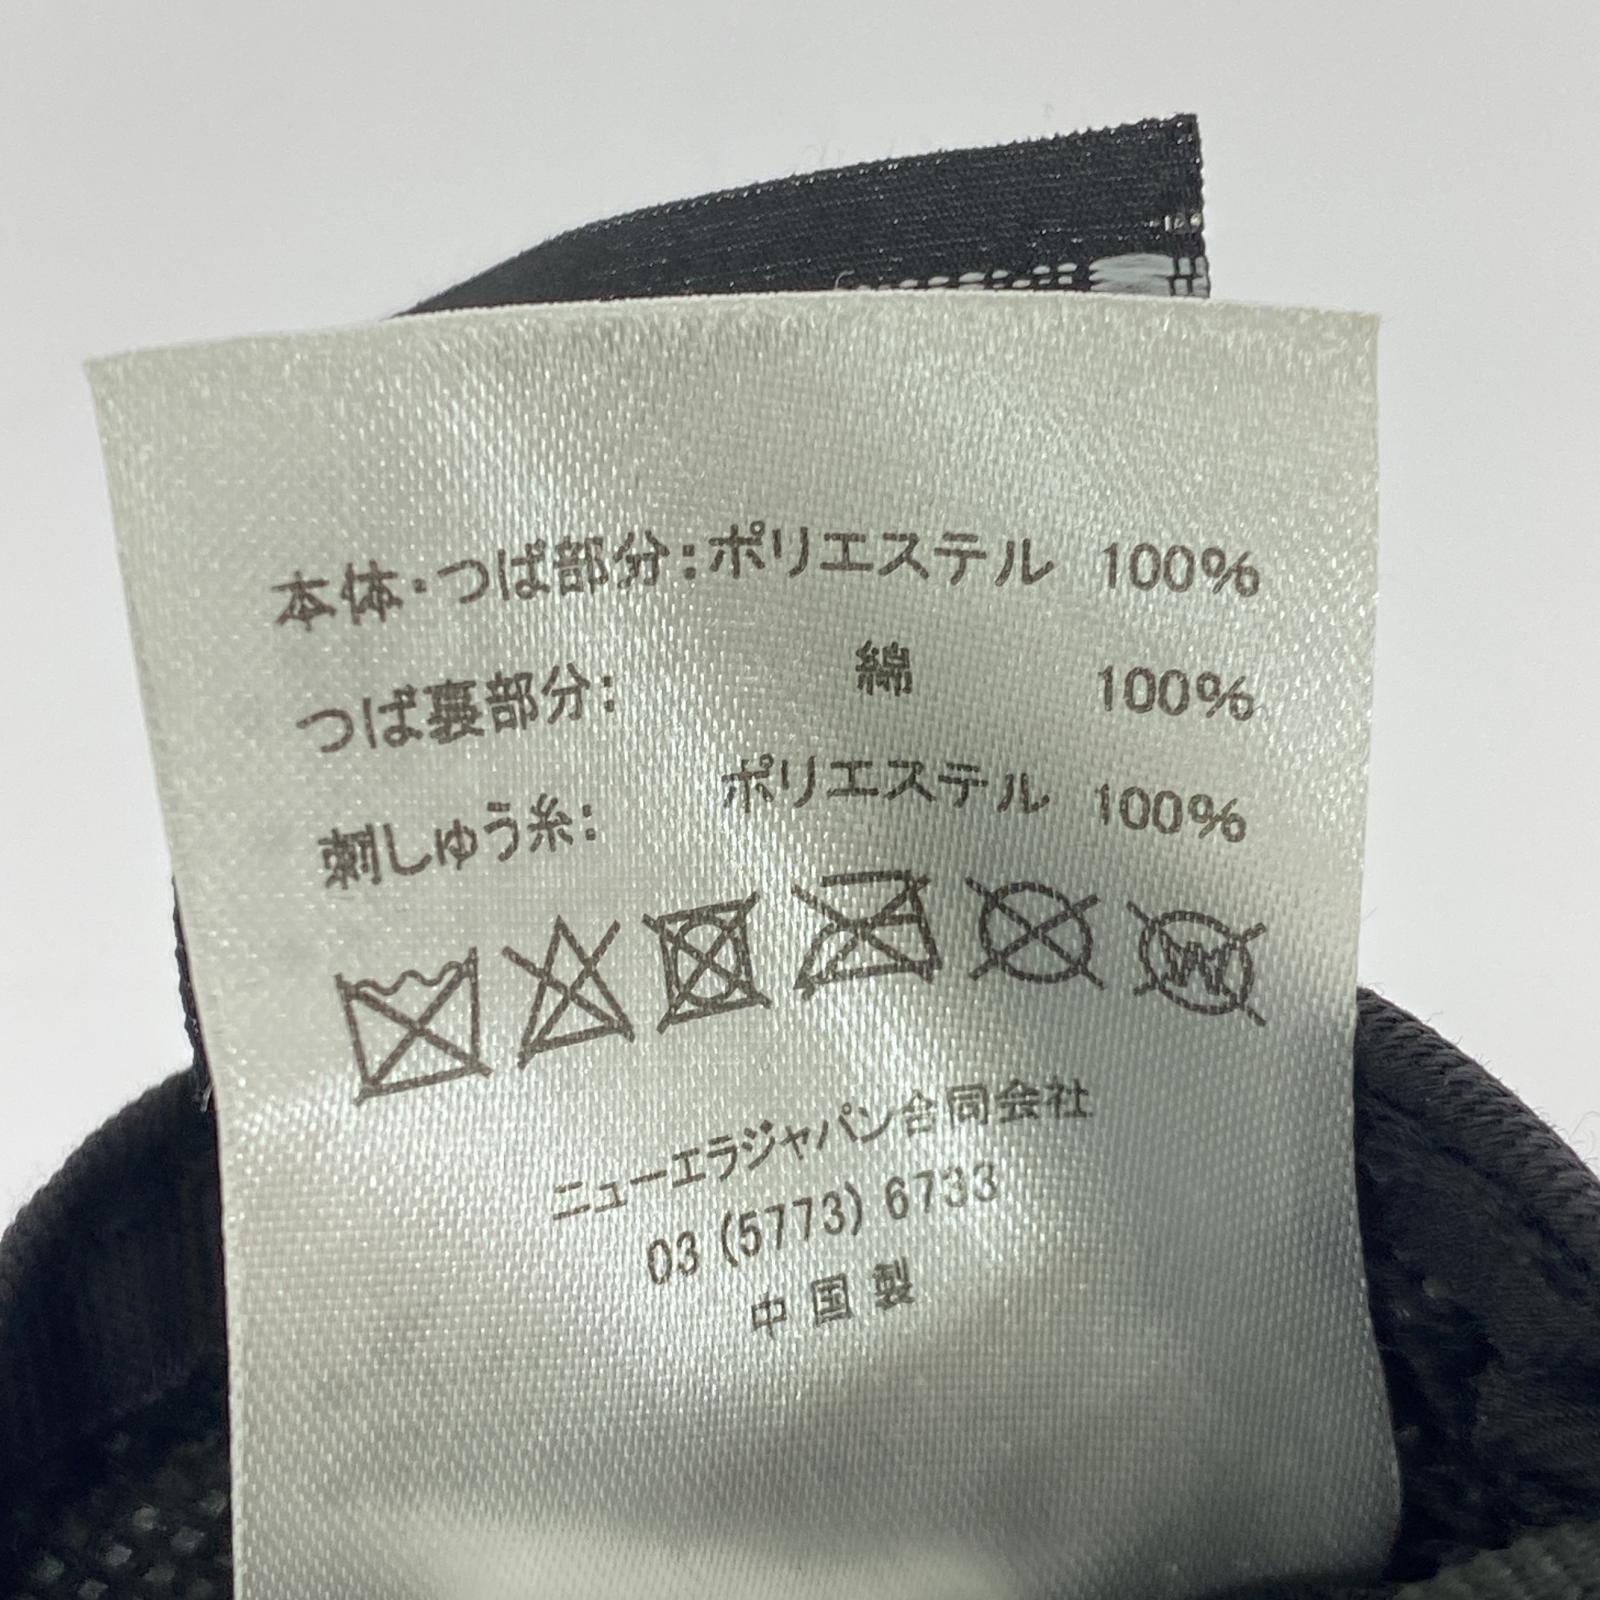 本体・つば部分：ポリエステル 100%
つば裏部分： 綿 100%
刺しゅう糸： ポリエステル 100%
ニューエラジャパン合同会社
03 (5773) 6733
中国製